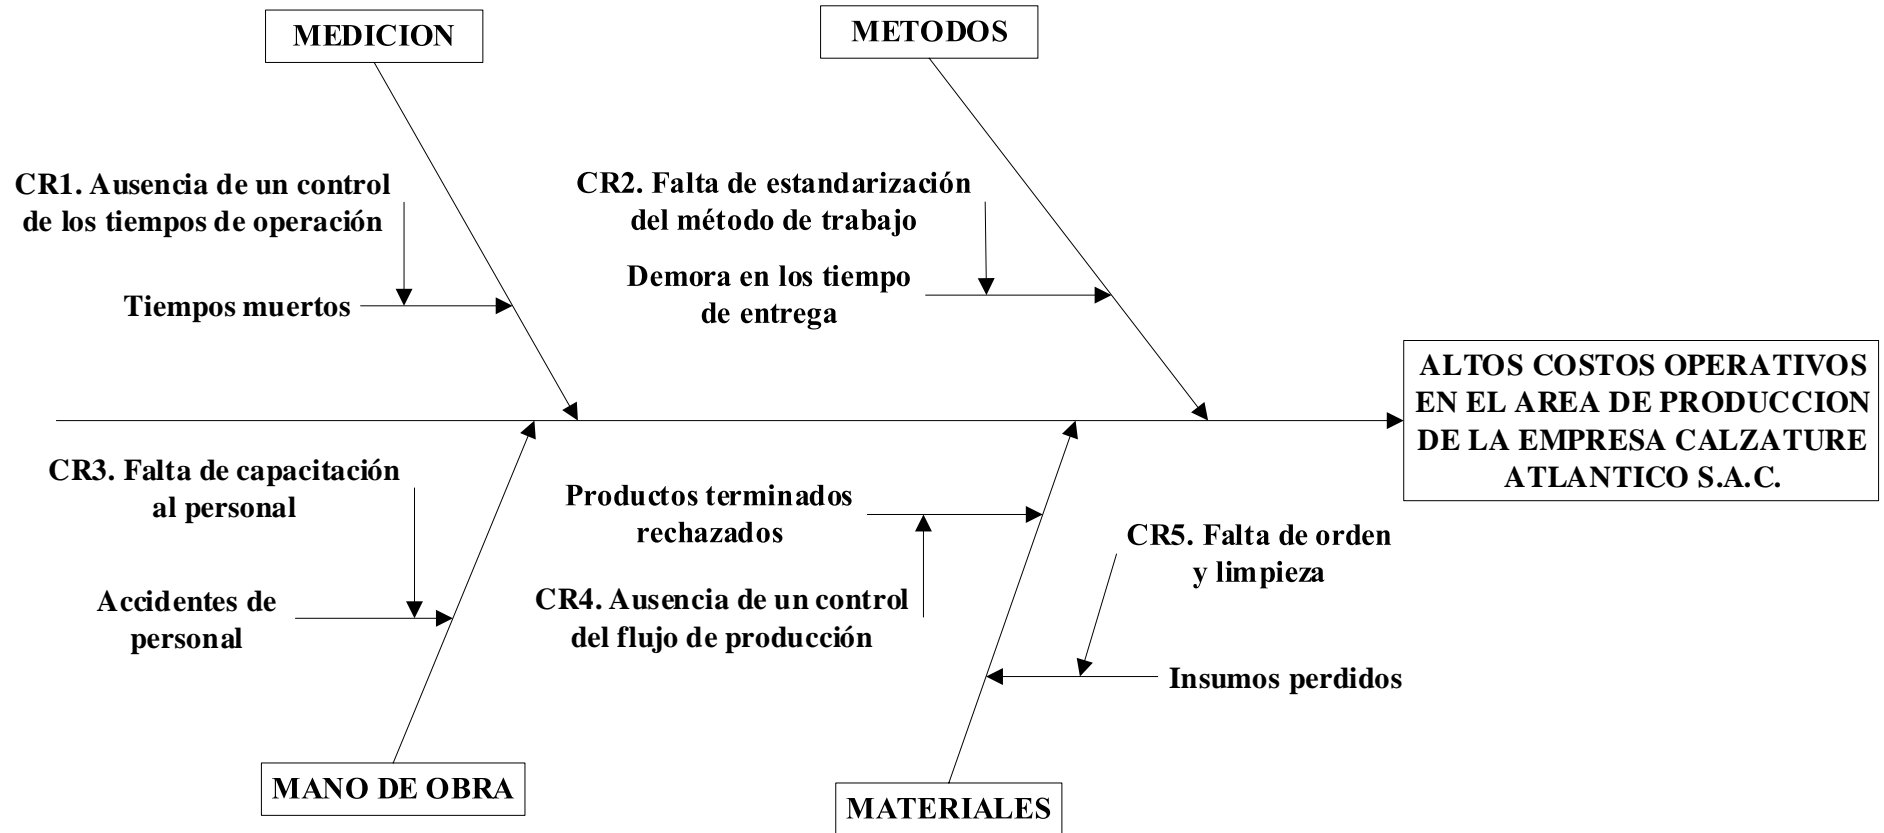 MEDICION
METODOS
CR1. Ausencia de un control
de los tiempos de operación
Tiempos muertos
CR2. Falta de estandarización
del método de trabajo
Demora en los tiempo
de entrega
ALTOS COSTOS OPERATIVOS
EN EL AREA DE PRODUCCION
DE LA EMPRESA CALZATURE
ATLANTICO S.A.C.
CR3. Falta de capacitación
al personal
Accidentes de
personal
Productos terminados
rechazados
CR4. Ausencia de un control
del flujo de producción
CR5. Falta de orden
y limpieza
Insumos perdidos
MANO DE OBRA
MATERIALES